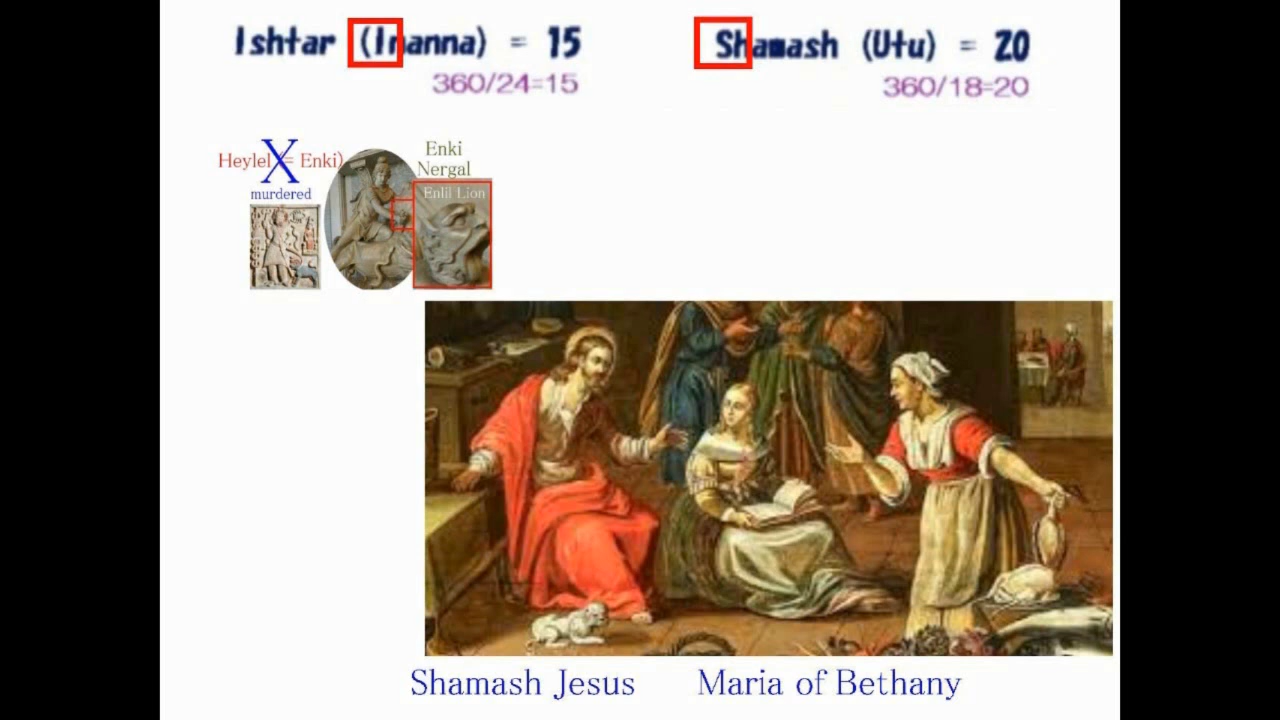 Ishtar (Inanna) = 15
360/24=15
Shamash (Utu) = 20
360/18=20
Heylel (= Enki)
X
murdered
Enki
Nergal
Enlil Lion
Shamash Jesus
Maria of Bethany